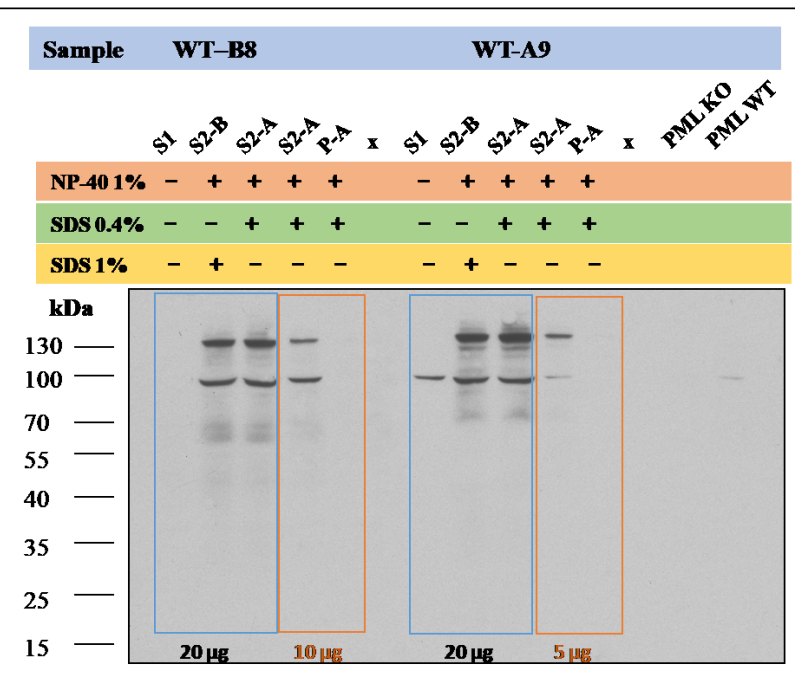 Sample WT–B8 WT-A9
S1 S2-B S2-A S2-A P-A x S1 S2-B S2-A S2-A P-A x PML KO PML WT
NP-40 1% – + + + + – + + + +
SDS 0.4% – – + + + – – + + +
SDS 1% – + – – – – + – – –
kDa
130
100
70
55
40
35
25
15
20 µg 10 µg 20 µg 5 µg